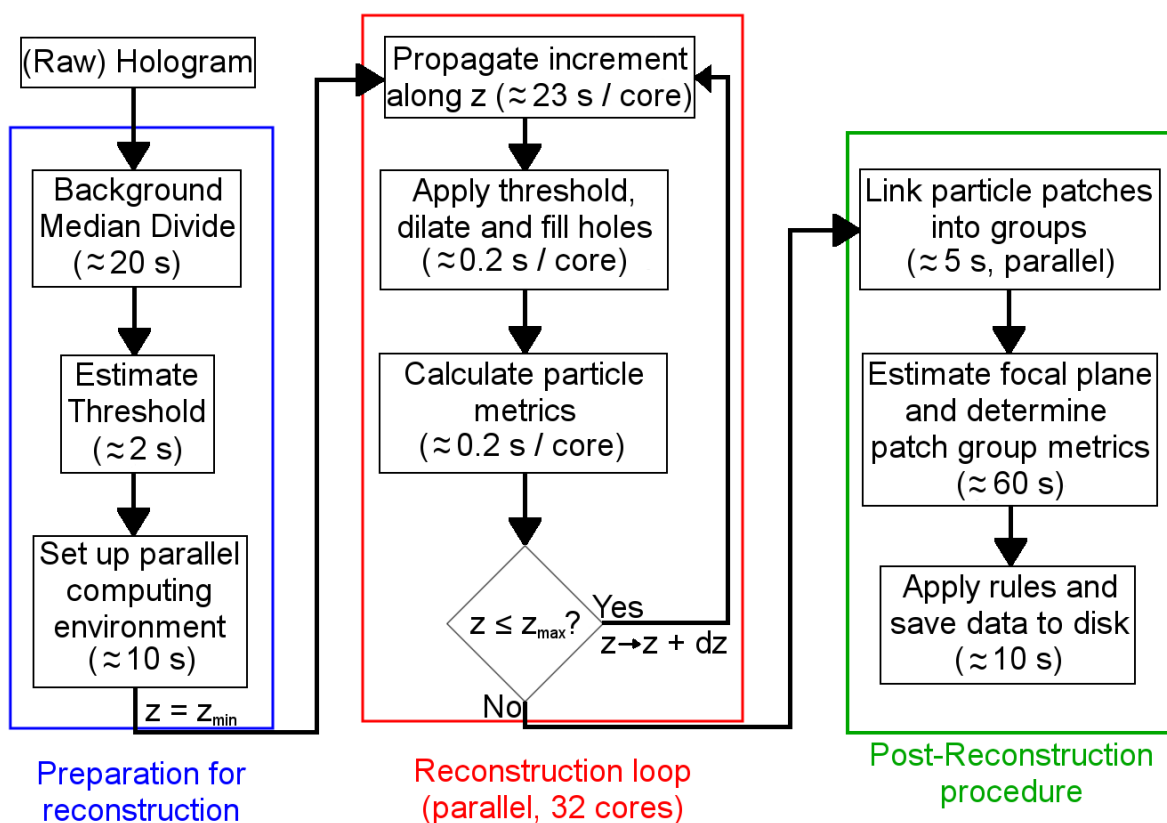 (Raw) Hologram
Background
Median Divide
(≈20 s)
Estimate
Threshold
(≈2 s)
Set up parallel
computing
environment
(≈10 s)
z = zmin
Preparation for
reconstruction
Propagate increment
along z (≈23 s / core)
Apply threshold,
dilate and fill holes
(≈0.2 s / core)
Calculate particle
metrics
(≈0.2 s / core)
z ≤ zmax?
Yes
z→z + dz
No
Reconstruction loop
(parallel, 32 cores)
Link particle patches
into groups
(≈5 s, parallel)
Estimate focal plane
and determine
patch group metrics
(≈60 s)
Apply rules and
save data to disk
(≈10 s)
Post-Reconstruction
procedure